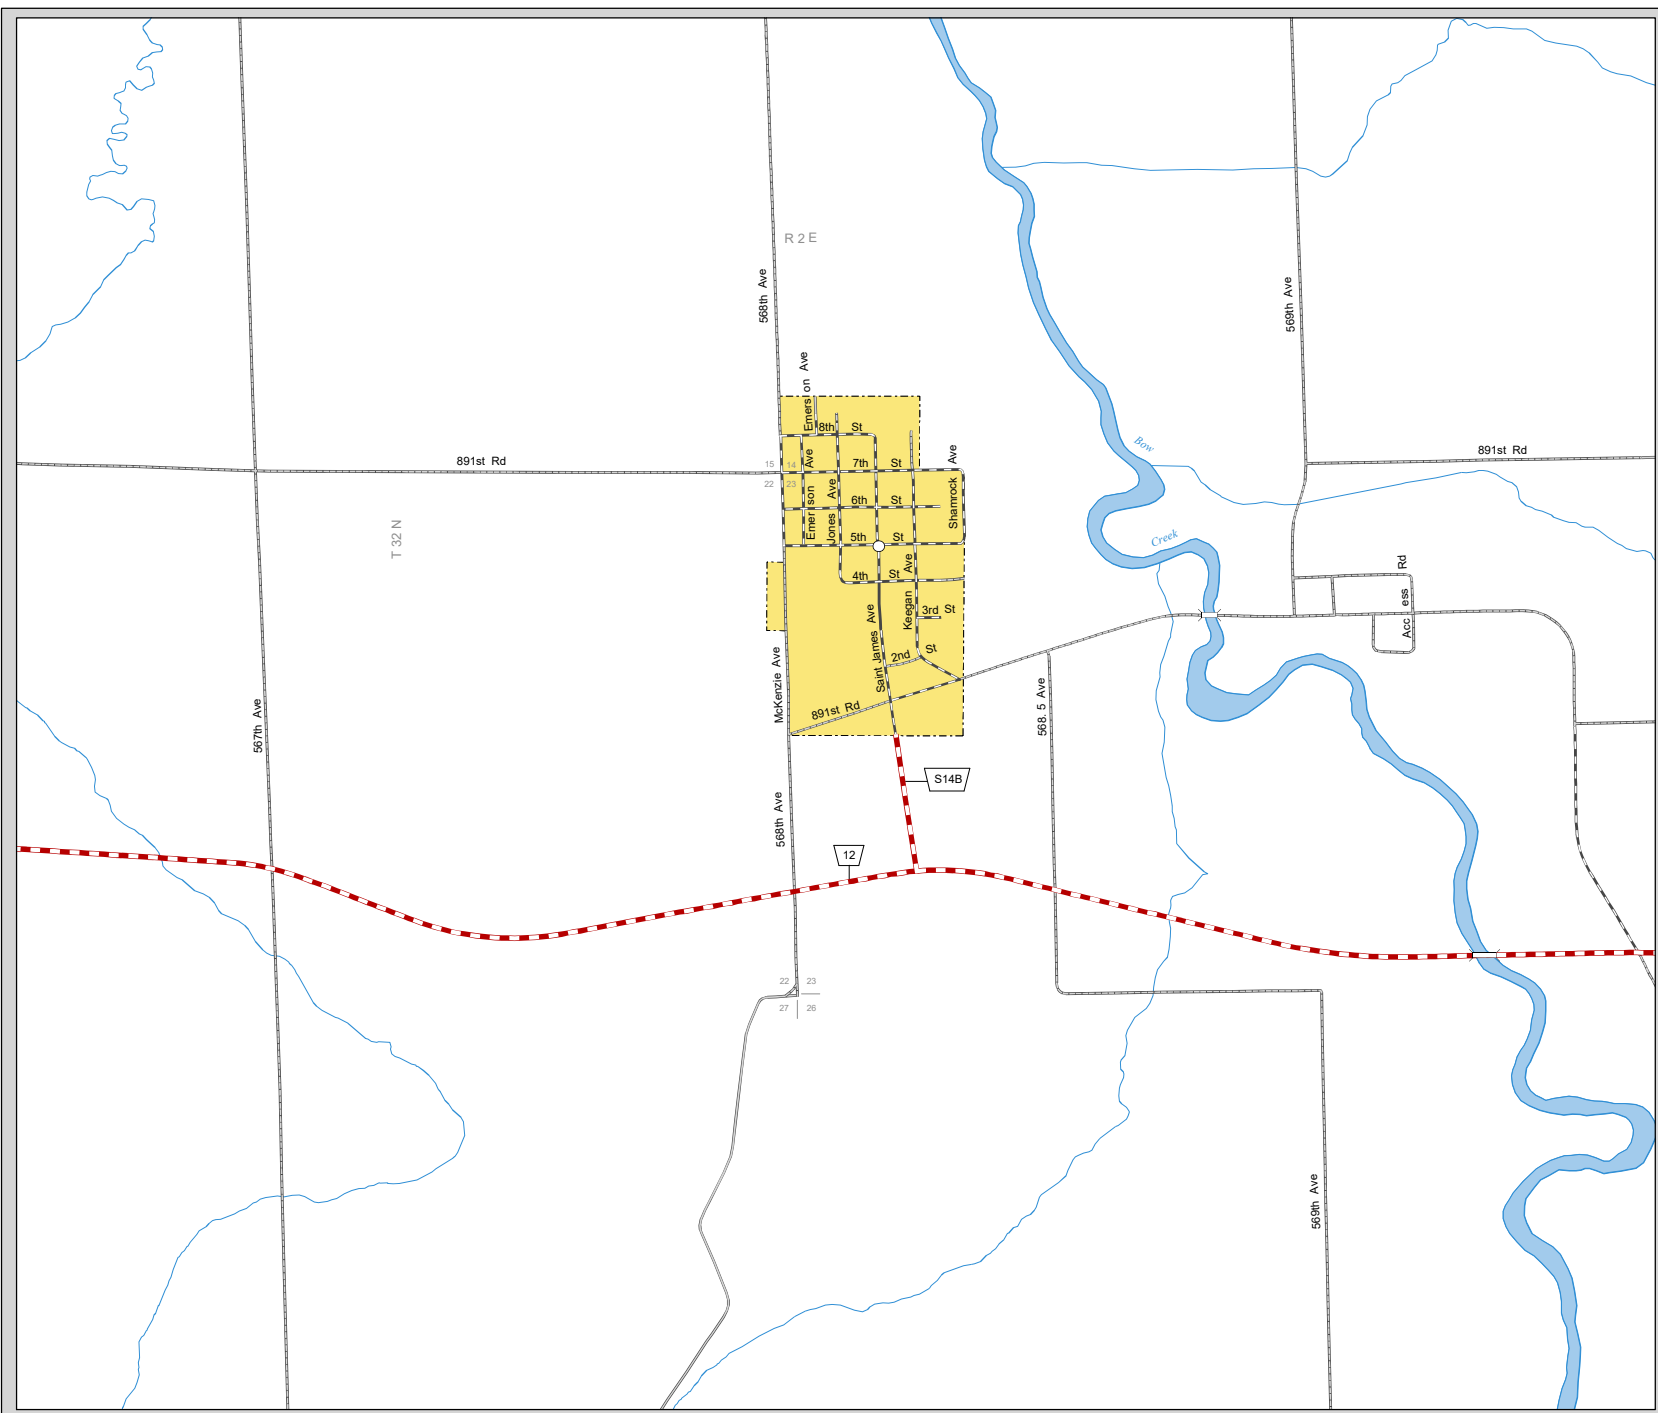 R 2 E
568th Ave
569th Ave
Emerson Ave
8th St
Bow
891st Rd
15 14
Ave
7th St
Ave
891st Rd
22 23
Emerson
Jones Ave
6th St
Shamrock
T 32 N
5th St
Creek
4th St
Ave
Access Rd
Saint James Ave
Keegan
3rd St
2nd St
McKenzie Ave
891st Rd
567th Ave
568. 5 Ave
S14B
568th Ave
12
22 23
27 26
569th Ave